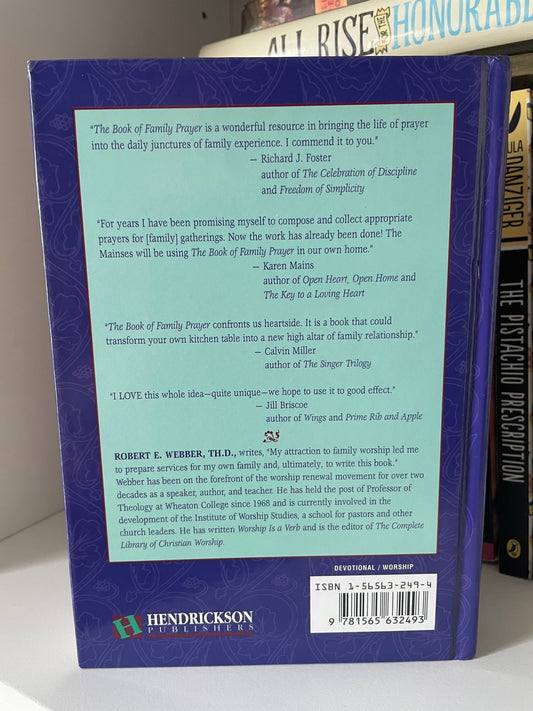 ALL RISE FOR THE HONORABL
"The Book of Family Prayer is a wonderful resource in bringing the life of prayer
into the daily junctures of family experience. I commend it to you."
— Richard J. Foster
author of The Celebration of Discipline
and Freedom of Simplicity
"For years I have been promising myself to compose and collect appropriate
prayers for [family] gatherings. Now the work has already been done! The
Mainses will be using The Book of Family Prayer in our own home."
— Karen Mains
author of Open Heart, Open Home and
The Key to a Loving Heart
"The Book of Family Prayer confronts us heartside. It is a book that could
transform your own kitchen table into a new high altar of family relationship."
— Calvin Miller
author of The Singer Trilogy
"I LOVE this whole idea—quite unique—we hope to use it to good effect."
— Jill Briscoe
author of Wings and Prime Rib and Apple
ROBERT E. WEBBER, TH.D., writes, "My attraction to family worship led me
to prepare services for my own family and, ultimately, to write this book."
Webber has been on the forefront of the worship renewal movement for over two
decades as a speaker, author, and teacher. He has held the post of Professor of
Theology at Wheaton College since 1968 and is currently involved in the
development of the Institute of Worship Studies, a school for pastors and other
church leaders. He has written Worship Is a Verb and is the editor of The Complete
Library of Christian Worship.
DEVOTIONAL / WORSHIP
ISBN 1-56563-249-4
9 781565 632493
H HENDRICKSON
PUBLISHERS
ULA
DANZIGER
THE PISTACHIO PRESCRIPTION